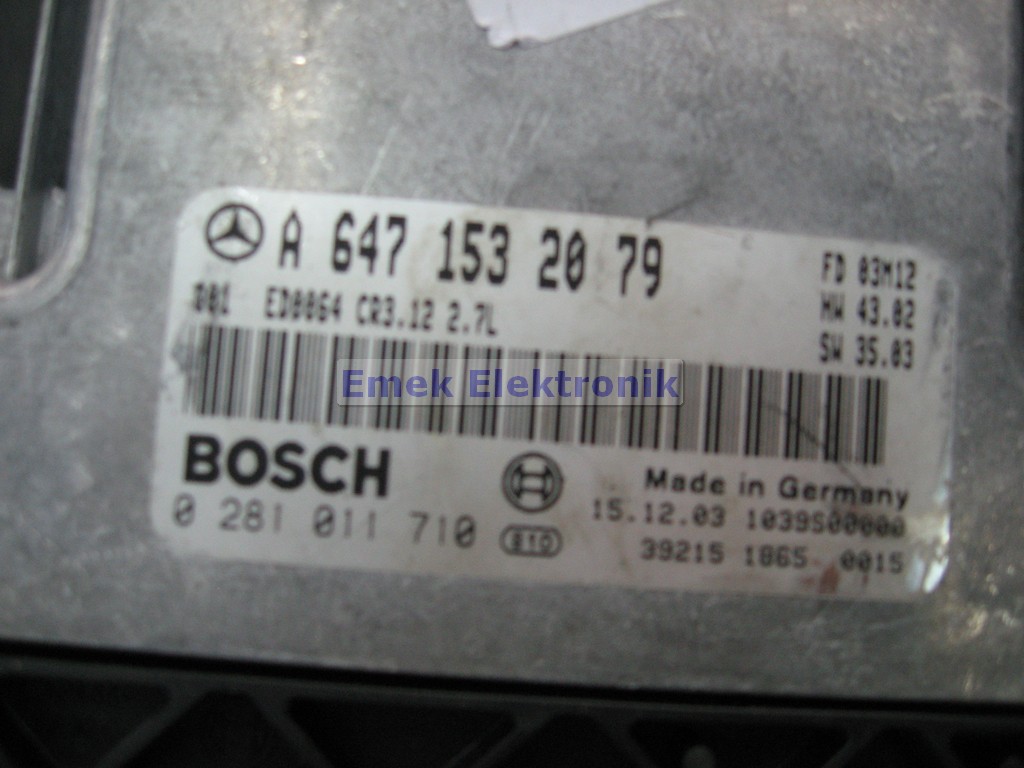 A 647 153 20 79
FD 03M12
001 ED0064 CR3.12 2.7L
HW 43.02
SW 35.03
Emek Elektronik
BOSCH
Made in Germany
0 281 011 710
15.12.03 1039S00000
39215 1865 0015